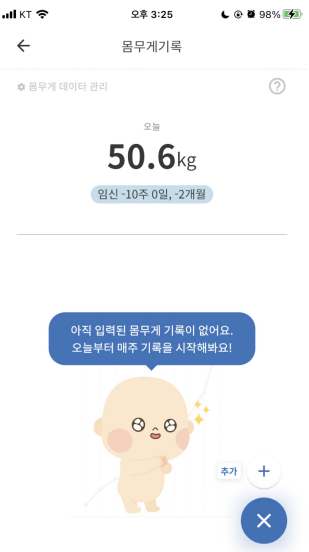 KT 오후 3:25 98%
몸무게기록
몸무게 데이터 관리
오늘
50.6kg
임신 -10주 0일, -2개월
아직 입력된 몸무게 기록이 없어요.
오늘부터 매주 기록을 시작해봐요!
추가